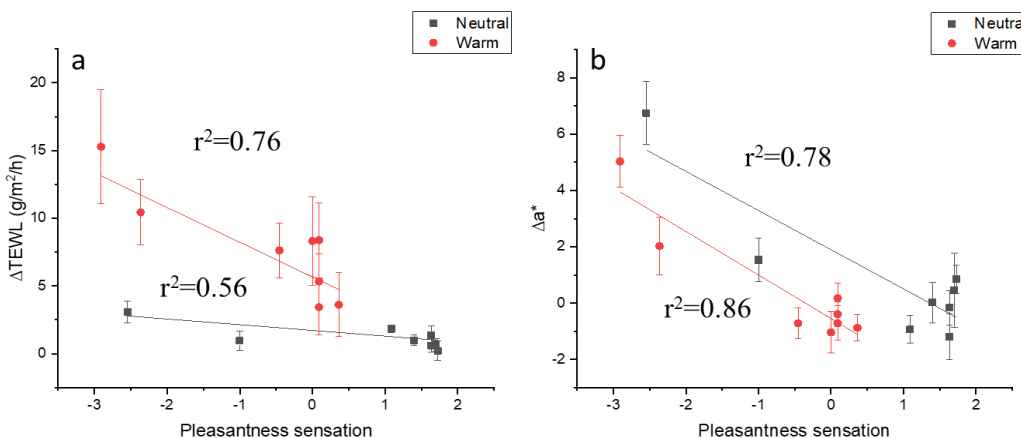 Neutral
Warm
a
20
15
10
5
0
ΔTEWL (g/m²/h)
r²=0.76
r²=0.56
-3 -2 -1 0 1 2
Pleasantness sensation
Neutral
Warm
b
8
6
4
2
0
-2
Δa*
r²=0.78
r²=0.86
-3 -2 -1 0 1 2
Pleasantness sensation